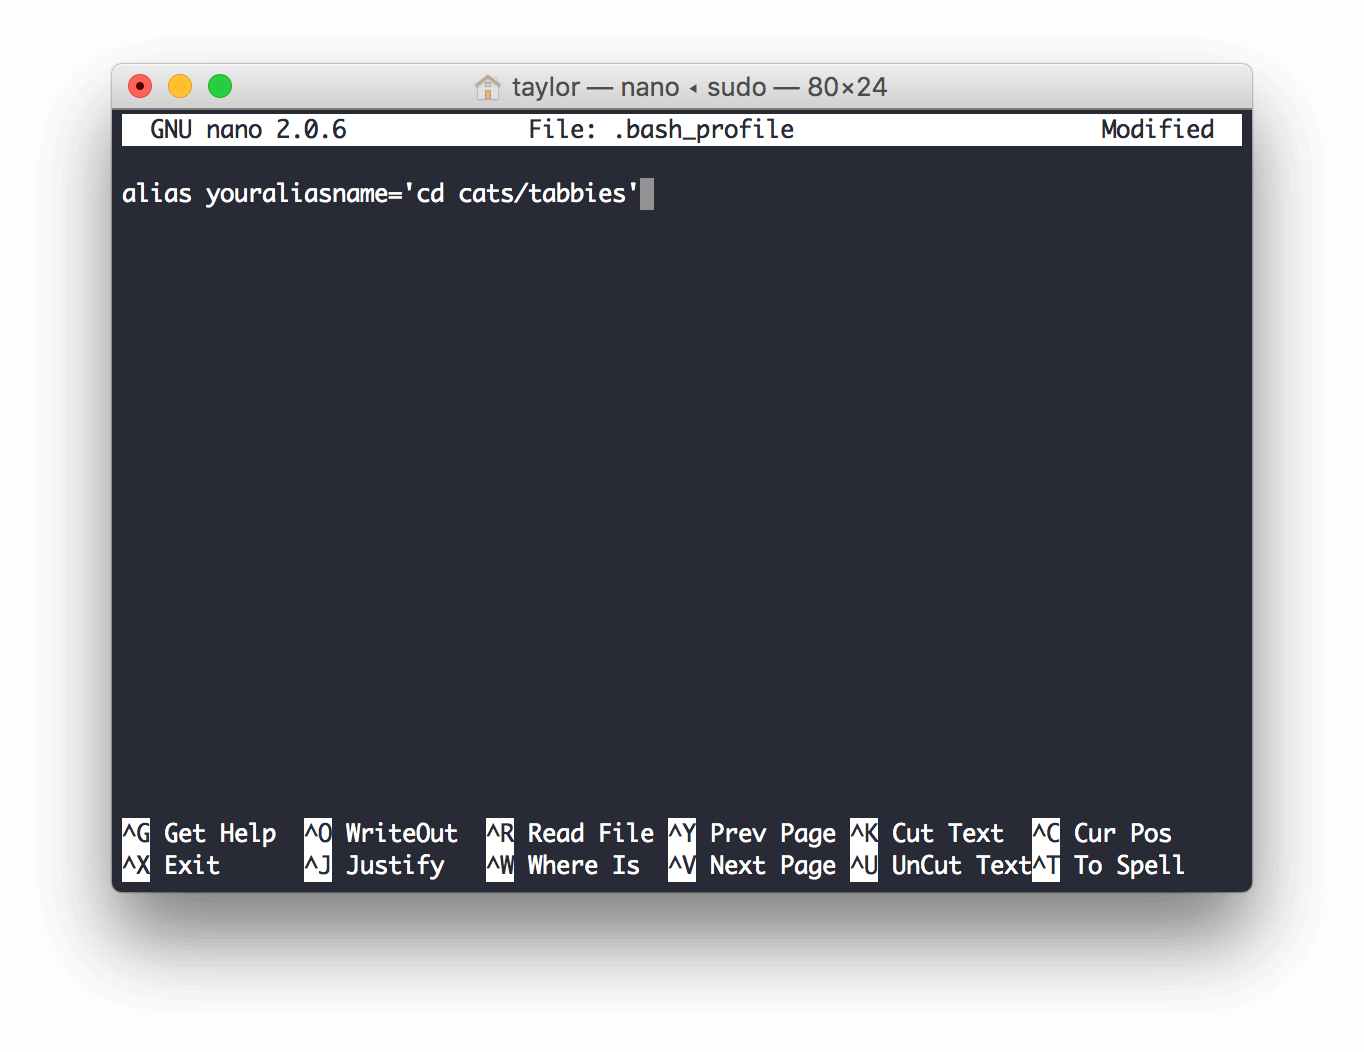 taylor — nano ◂ sudo — 80×24
GNU nano 2.0.6 File: .bash_profile Modified
alias youraliasname='cd cats/tabbies'
^G Get Help ^O WriteOut ^R Read File ^Y Prev Page ^K Cut Text ^C Cur Pos
^X Exit ^J Justify ^W Where Is ^V Next Page ^U UnCut Text ^T To Spell